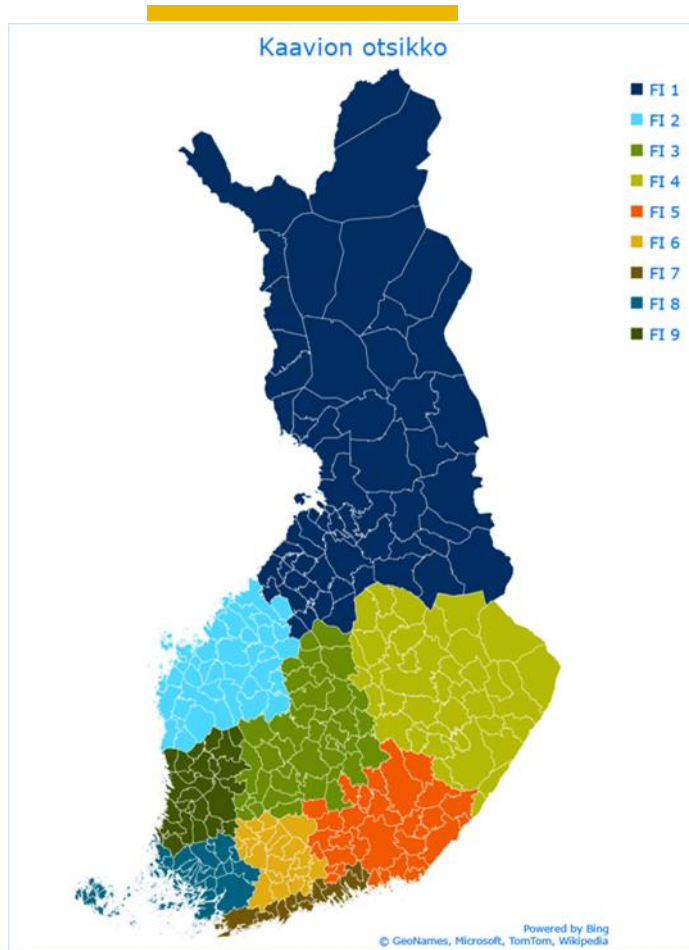 Kaavion otsikko
FI 1
FI 2
FI 3
FI 4
FI 5
FI 6
FI 7
FI 8
FI 9
Powered by Bing
© GeoNames, Microsoft, TomTom, Wikipedia